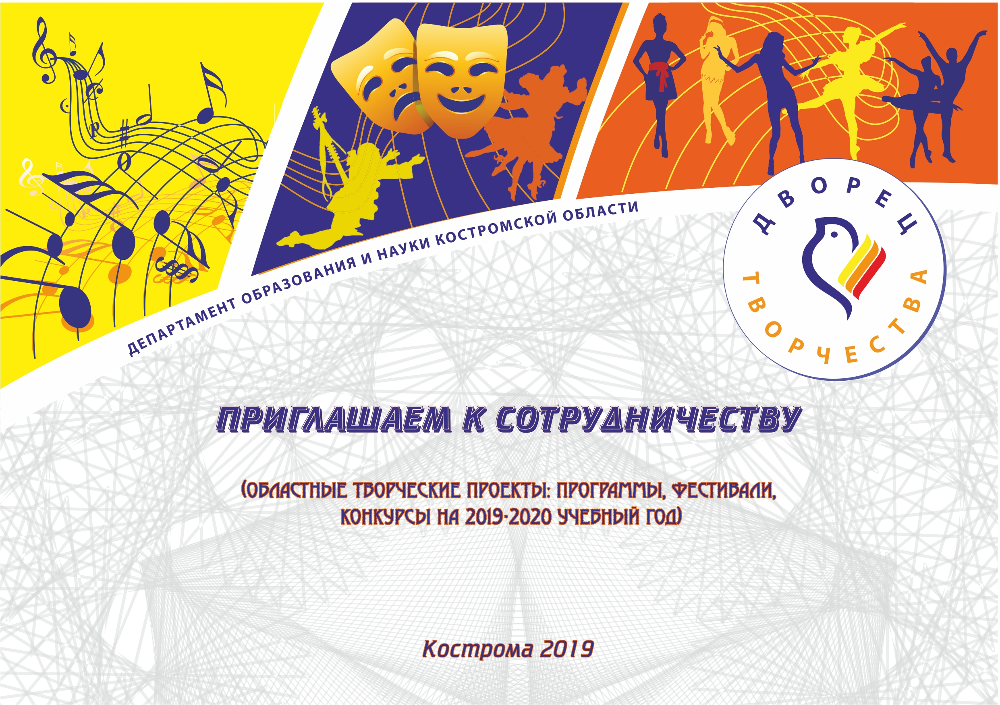 ДЕПАРТАМЕНТ ОБРАЗОВАНИЯ И НАУКИ КОСТРОМСКОЙ ОБЛАСТИ
ДВОРЕЦ
ТВОРЧЕСТВА
ПРИГЛАШАЕМ К СОТРУДНИЧЕСТВУ
(ОБЛАСТНЫЕ ТВОРЧЕСКИЕ ПРОЕКТЫ: ПРОГРАММЫ, ФЕСТИВАЛИ,
КОНКУРСЫ НА 2019-2020 УЧЕБНЫЙ ГОД)
Кострома 2019